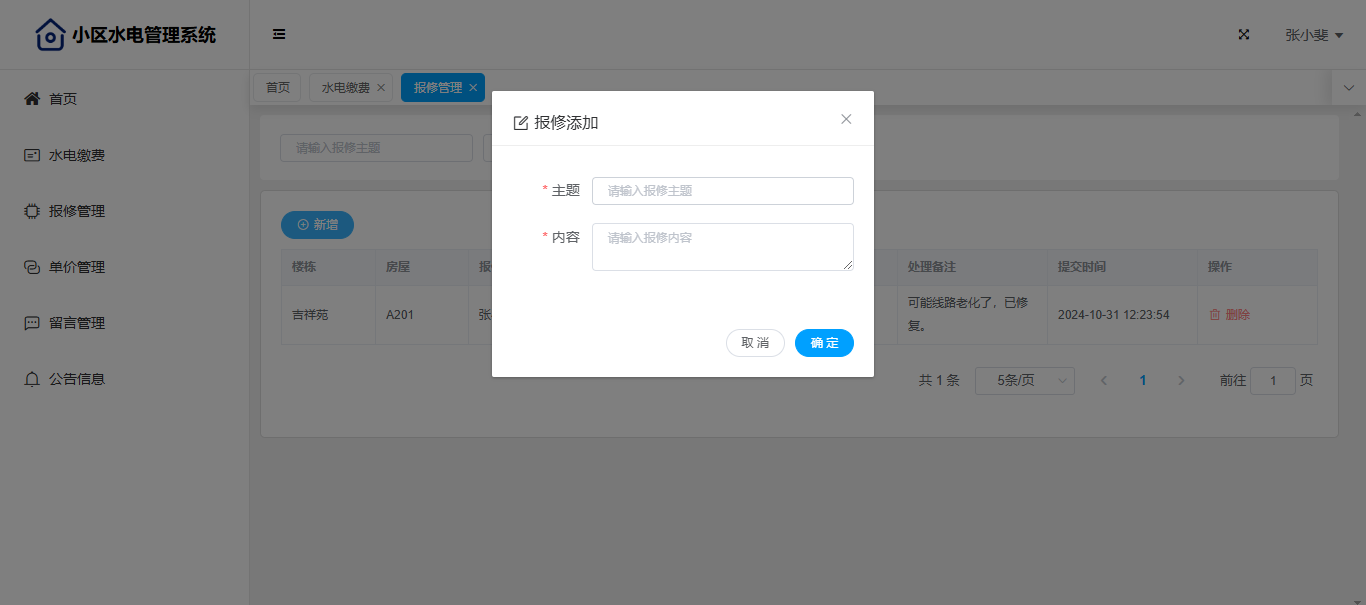 小区水电管理系统
张小斐
首页
水电缴费
报修管理
单价管理
留言管理
公告信息
首页
水电缴费
报修管理
请输入报修主题
新增
楼栋
房屋
报
处理备注
提交时间
操作
吉祥苑
A201
张
可能线路老化了，已修
复。
2024-10-31 12:23:54
删除
共 1 条
5条/页
1
前往
1
页
报修添加
* 主题
请输入报修主题
* 内容
请输入报修内容
取 消
确 定